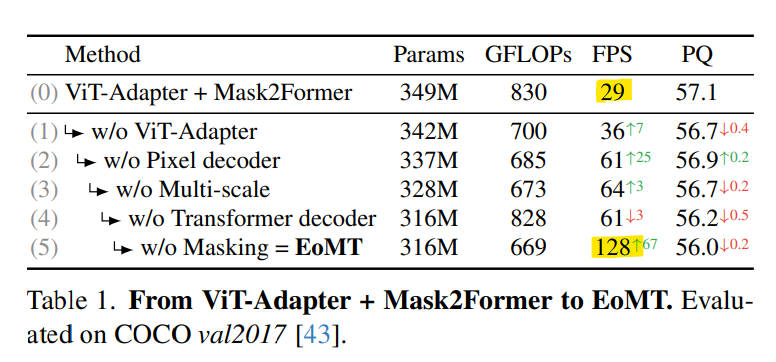 Method Params GFLOPs FPS PQ
(0) ViT-Adapter + Mask2Former 349M 830 29 57.1
(1) ↳ w/o ViT-Adapter 342M 700 36↑7 56.7↓0.4
(2) ↳ w/o Pixel decoder 337M 685 61↑25 56.9↑0.2
(3) ↳ w/o Multi-scale 328M 673 64↑3 56.7↓0.2
(4) ↳ w/o Transformer decoder 316M 828 61↓3 56.2↓0.5
(5) ↳ w/o Masking = EoMT 316M 669 128↑67 56.0↓0.2
Table 1. From ViT-Adapter + Mask2Former to EoMT. Evalu-
ated on COCO val2017 [43].